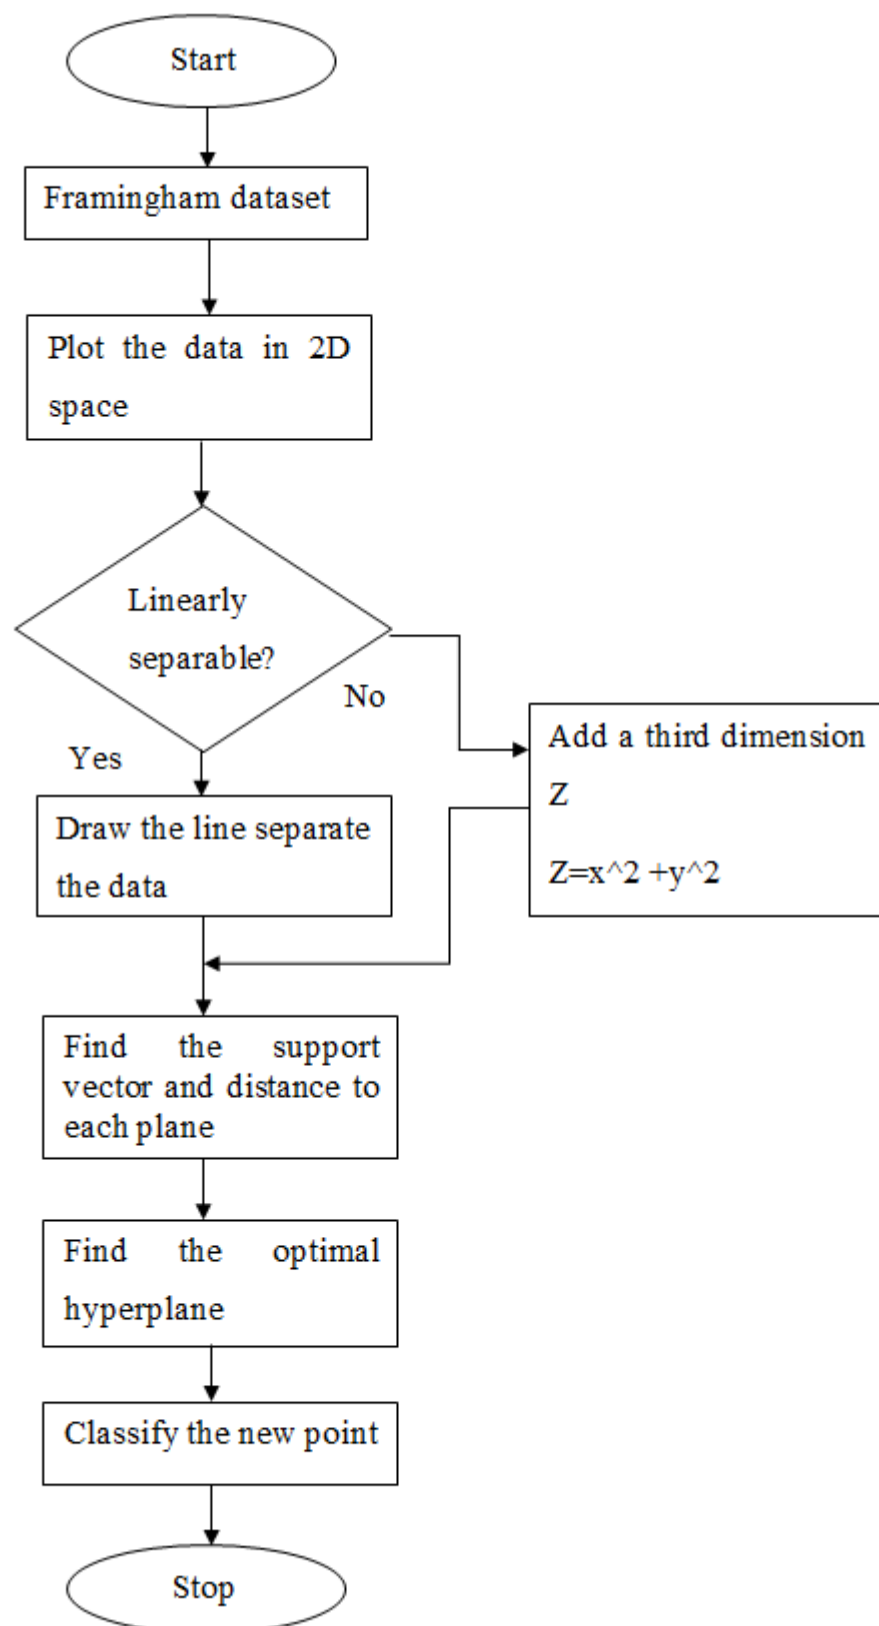 Start
Framingham dataset
Plot the data in 2D
space
Linearly
separable?
No
Yes
Add a third dimension
Z
Z=x^2 +y^2
Draw the line separate
the data
Find the support
vector and distance to
each plane
Find the optimal
hyperplane
Classify the new point
Stop